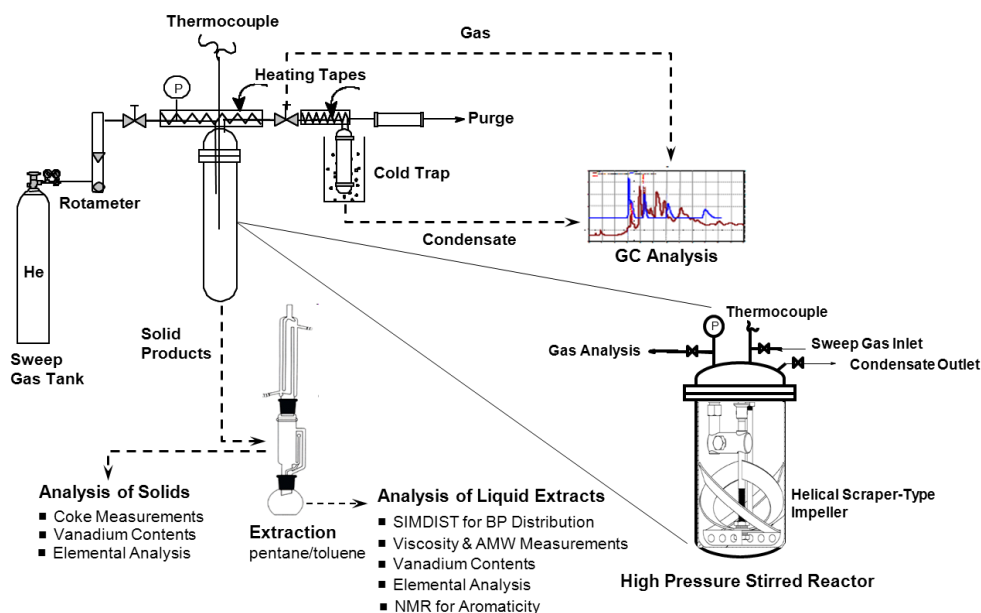 Thermocouple
Gas
Heating Tapes
P
Purge
Cold Trap
Rotameter
Condensate
GC Analysis
He
Sweep
Gas Tank
Solid
Products
Thermocouple
P
Gas Analysis
Sweep Gas Inlet
Condensate Outlet
Analysis of Solids
■ Coke Measurements
■ Vanadium Contents
■ Elemental Analysis
Extraction
pentane/toluene
Analysis of Liquid Extracts
■ SIMDIST for BP Distribution
■ Viscosity & AMW Measurements
■ Vanadium Contents
■ Elemental Analysis
■ NMR for Aromaticity
Helical Scraper-Type
Impeller
High Pressure Stirred Reactor